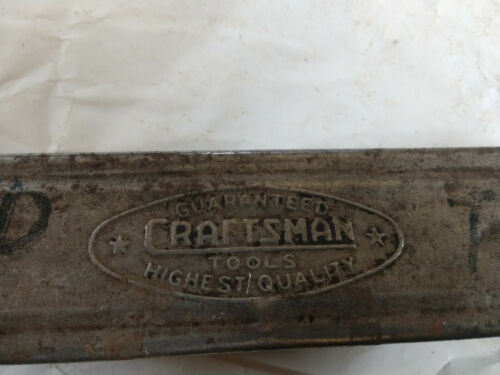 GUARANTEED
CRAFTSMAN
TOOLS
HIGHEST QUALITY
D